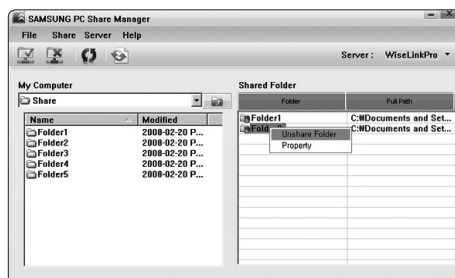 SAMSUNG PC Share Manager
File Share Server Help
Server : WiseLinkPro
My Computer
Shared Folder
Share
Folder Full Path
Name Modified
Folder1 2008-02-20 P...
Folder2 2008-02-20 P...
Folder3 2008-02-20 P...
Folder4 2008-02-20 P...
Folder5 2008-02-20 P...
Folder1 C:₩Documents and Set...
C:₩Documents and Set...
Unshare Folder
Property